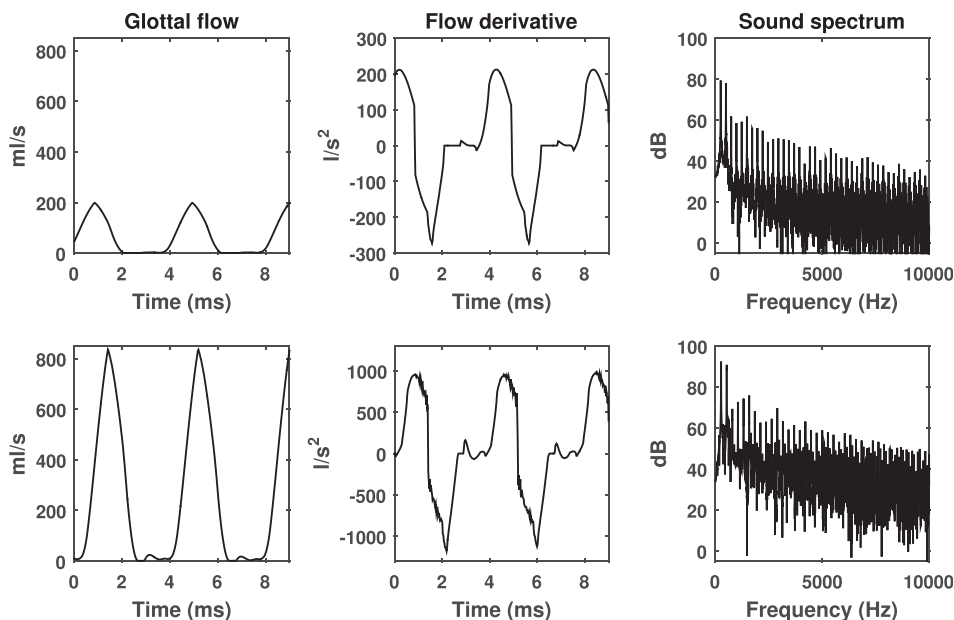 Glottal flow
Flow derivative
Sound spectrum
800
600
400
200
0
ml/s
0 2 4 6 8
Time (ms)
300
200
100
0
-100
-200
-300
l/s²
0 2 4 6 8
Time (ms)
100
80
60
40
20
0
dB
0 5000 10000
Frequency (Hz)
800
600
400
200
0
ml/s
0 2 4 6 8
Time (ms)
1000
500
0
-500
-1000
l/s²
0 2 4 6 8
Time (ms)
100
80
60
40
20
0
dB
0 5000 10000
Frequency (Hz)